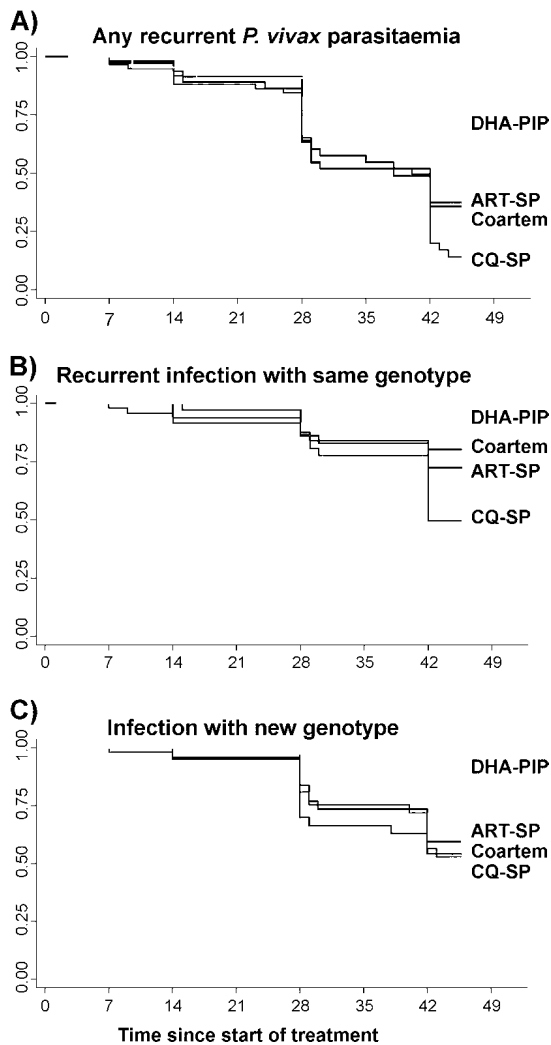 A)
Any recurrent P. vivax parasitaemia
1.00
0.75
0.50
0.25
0.00
DHA-PIP
ART-SP
Coartem
CQ-SP
0 7 14 21 28 35 42 49
B)
Recurrent infection with same genotype
1.00
0.75
0.50
0.25
0.00
DHA-PIP
Coartem
ART-SP
CQ-SP
0 7 14 21 28 35 42 49
C)
Infection with new genotype
1.00
0.75
0.50
0.25
0.00
DHA-PIP
ART-SP
Coartem
CQ-SP
0 7 14 21 28 35 42 49
Time since start of treatment